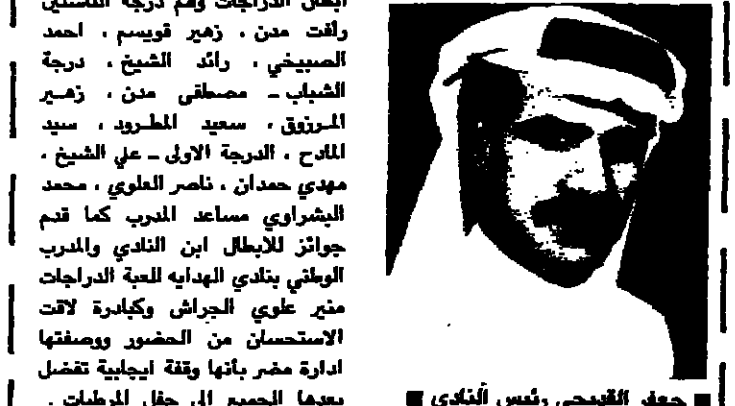 ابطال الدراجات وهم درجة الناشئين
رافت مدن ، زهير قويسم ، احمد
الصبيخي ، رائد الشيخ ، درجة
الشباب ـ مصطفى مدن ، زهير
المرزوق ، سعيد المطرود ، سيد
المادح ، الدرجة الاولى ـ علي الشيخ ،
مهدي حمدان ، ناصر العلوي ، محمد
البشراوي مساعد المدرب كما قدم
جوائز للابطال ابن النادي والمدرب
الوطني بنادي الهدايه للعبة الدراجات
منير علوي الجراش وكبادرة لاقت
الاستحسان من الحضور ووصفتها
ادارة مضر بأنها وقفة ايجابية تفضل
بعدها الجميع الى حفل المرطبات .
■ جعفر القبيحي رئيس النادي ■